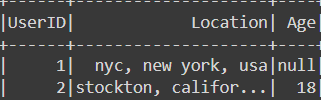 +------+--------------------+----+
|UserID|            Location| Age|
+------+--------------------+----+
|     1|  nyc, new york, usa|null|
|     2|stockton, califor...|  18|